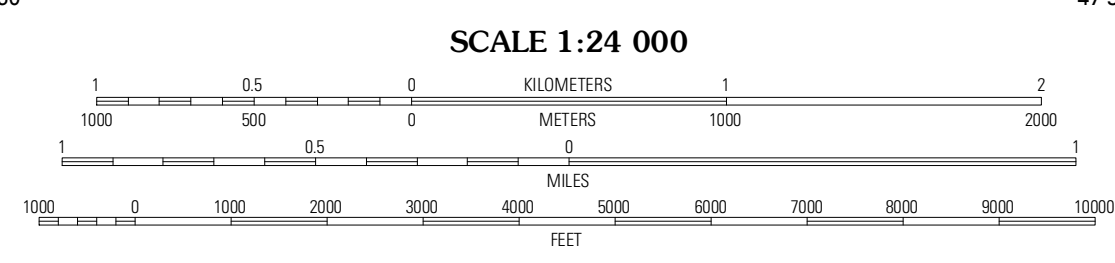 SCALE 1:24 000
1 0.5 0 KILOMETERS 1 2
1000 500 0 METERS 1000 2000
1 0.5 0 1
MILES
1000 0 1000 2000 3000 4000 5000 6000 7000 8000 9000 10000
FEET